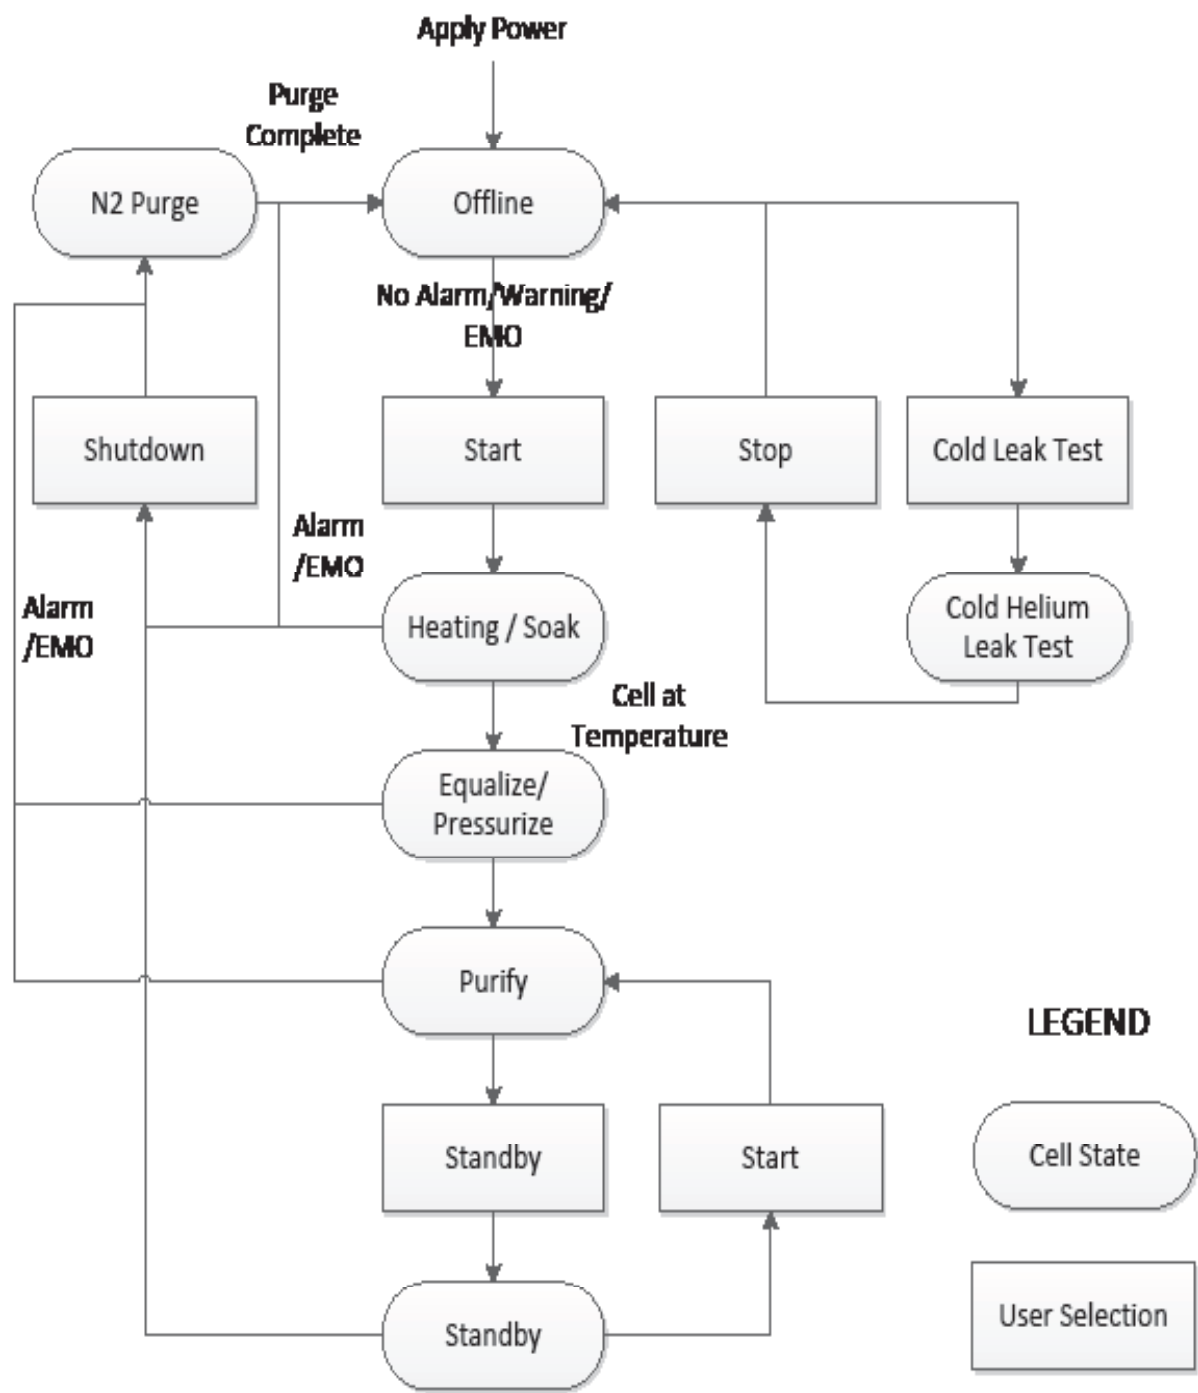 Apply Power
Purge
Complete
N2 Purge
Offline
No Alarm/Warning/
EMO
Shutdown
Start
Stop
Cold Leak Test
Alarm
/EMO
Alarm
/EMO
Heating / Soak
Cold Helium
Leak Test
Cell at
Temperature
Equalize/
Pressurize
Purify
LEGEND
Standby
Start
Cell State
Standby
User Selection